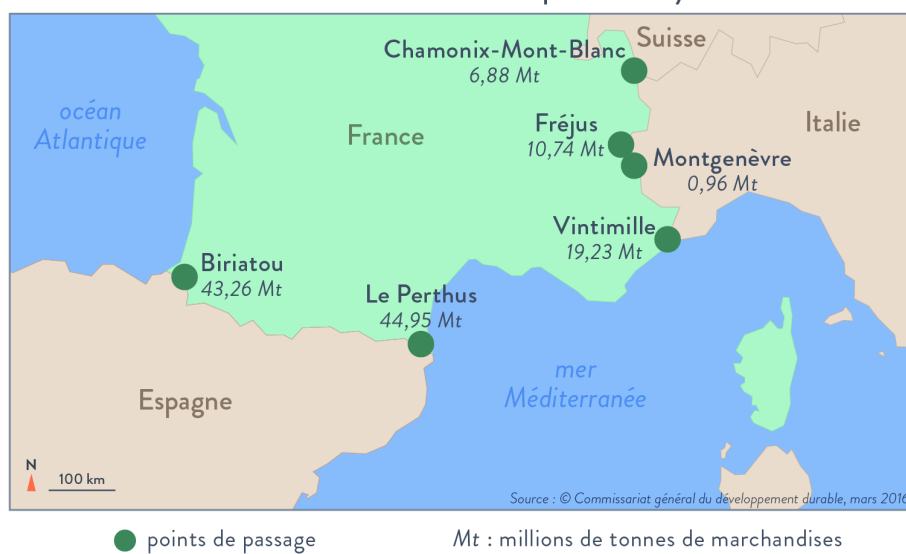 Suisse
Chamonix-Mont-Blanc
6,88 Mt
océan
Atlantique
France
Fréjus
10,74 Mt
Italie
Montgenèvre
0,96 Mt
Vintimille
19,23 Mt
Biriatou
43,26 Mt
Le Perthus
44,95 Mt
mer
Méditerranée
Espagne
N
100 km
Source : © Commissariat général du développement durable, mars 2016
points de passage
Mt : millions de tonnes de marchandises